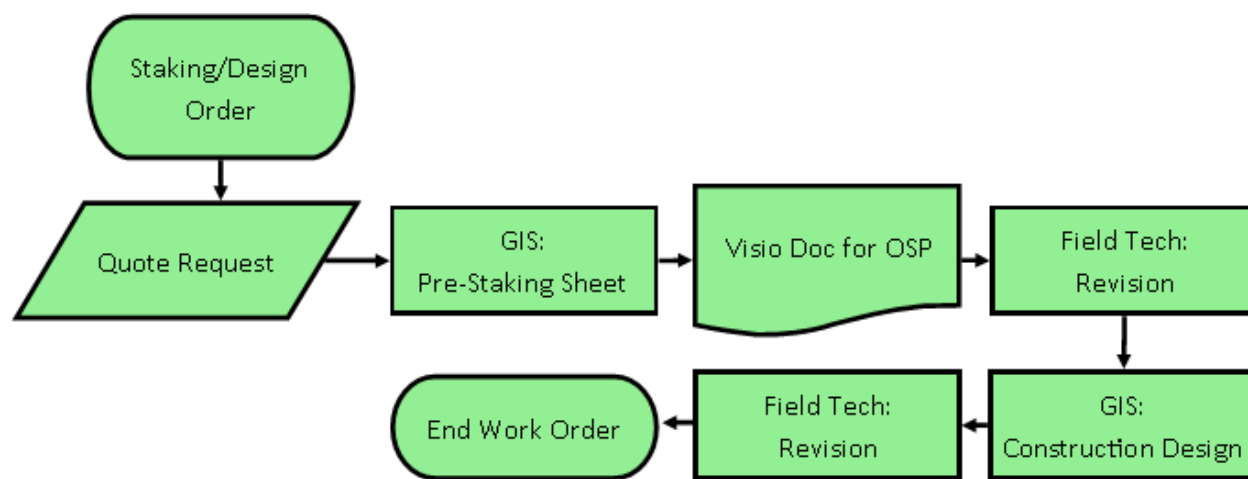 Staking/Design
Order
Quote Request
GIS:
Pre-Staking Sheet
Visio Doc for OSP
Field Tech:
Revision
GIS:
Construction Design
Field Tech:
Revision
End Work Order